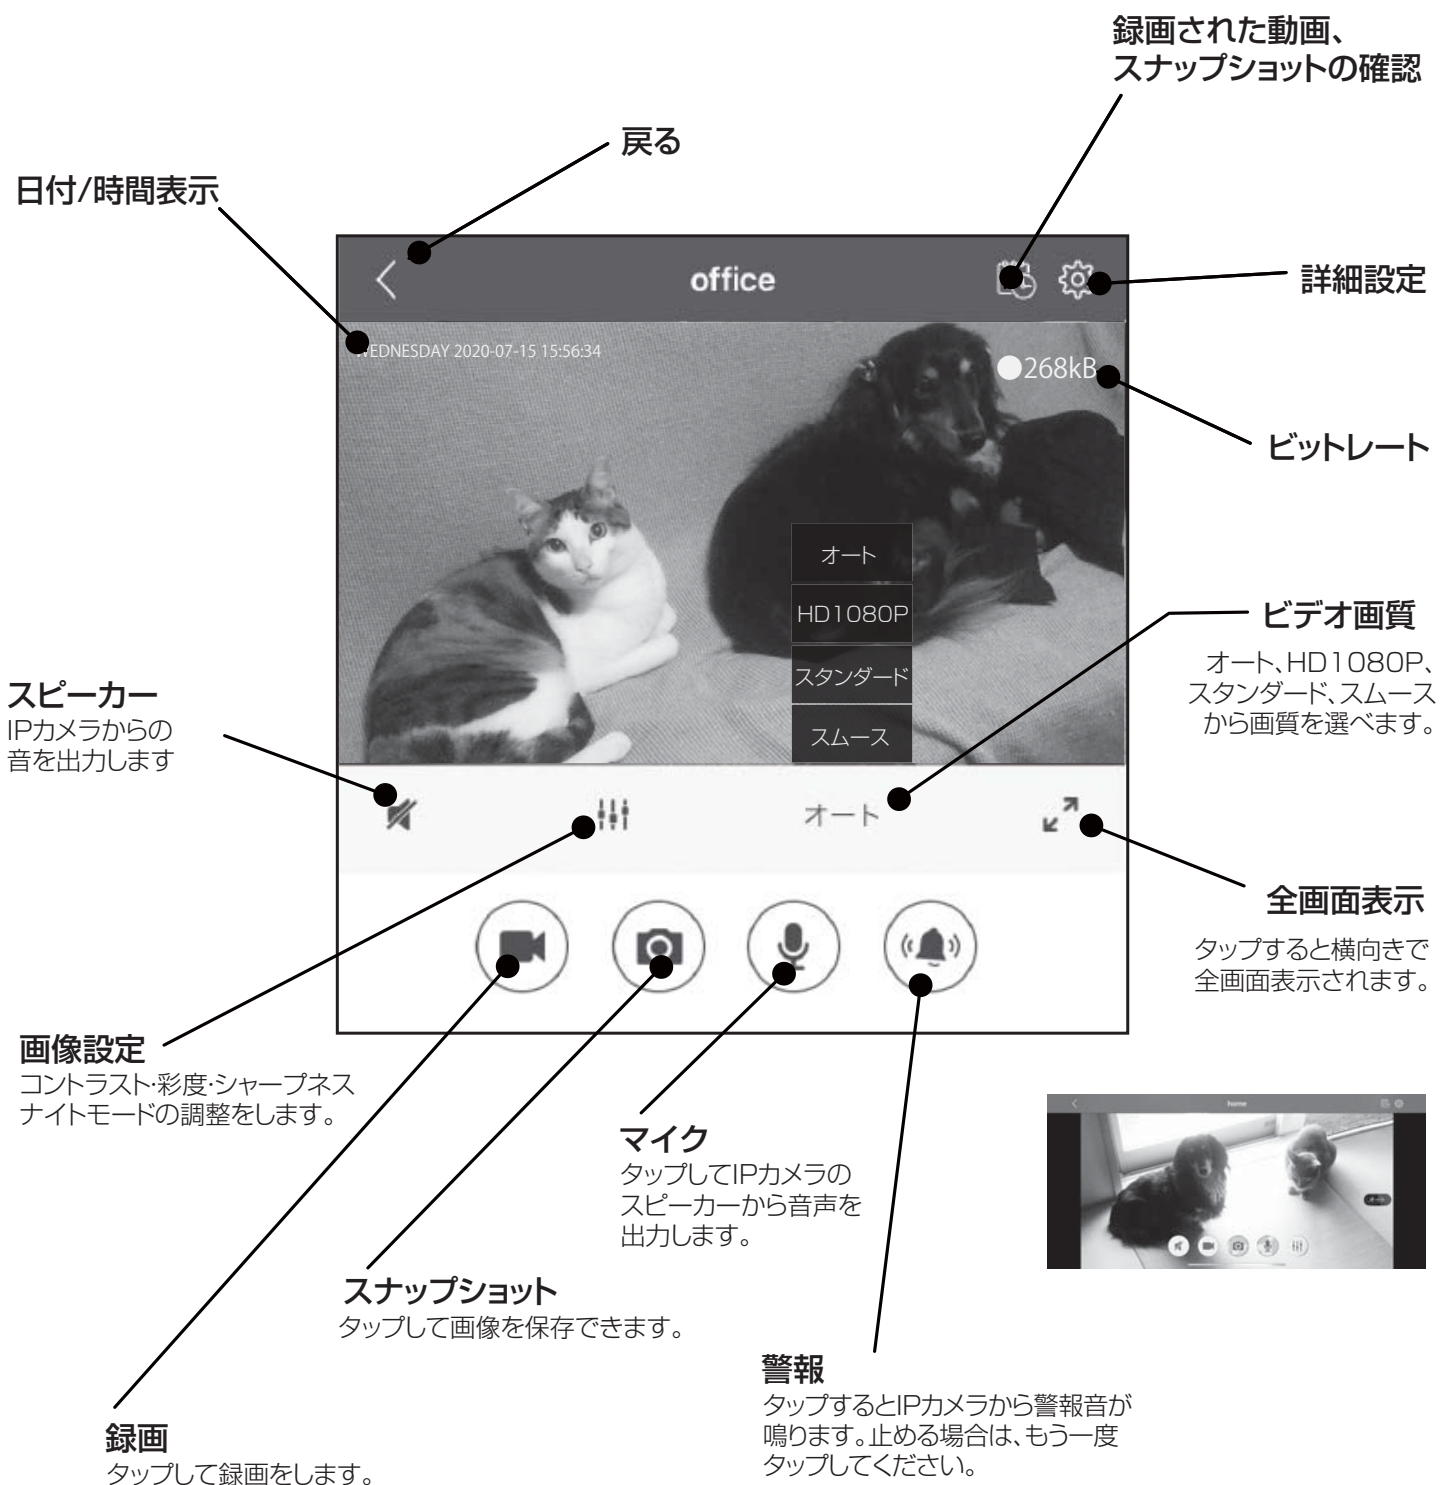 録画された動画、
スナップショットの確認
戻る
日付/時間表示
office
詳細設定
WEDNESDAY 2020-07-15 15:56:34
268kB
ビットレート
オート
HD1080P
スタンダード
スムース
ビデオ画質
オート、HD1080P、
スタンダード、スムース
から画質を選べます。
スピーカー
IPカメラからの
音を出力します
オート
全画面表示
タップすると横向きで
全画面表示されます。
画像設定
コントラスト・彩度・シャープネス
ナイトモードの調整をします。
home
オート
マイク
タップしてIPカメラの
スピーカーから音声を
出力します。
スナップショット
タップして画像を保存できます。
警報
タップするとIPカメラから警報音が
鳴ります。止める場合は、もう一度
タップしてください。
録画
タップして録画をします。